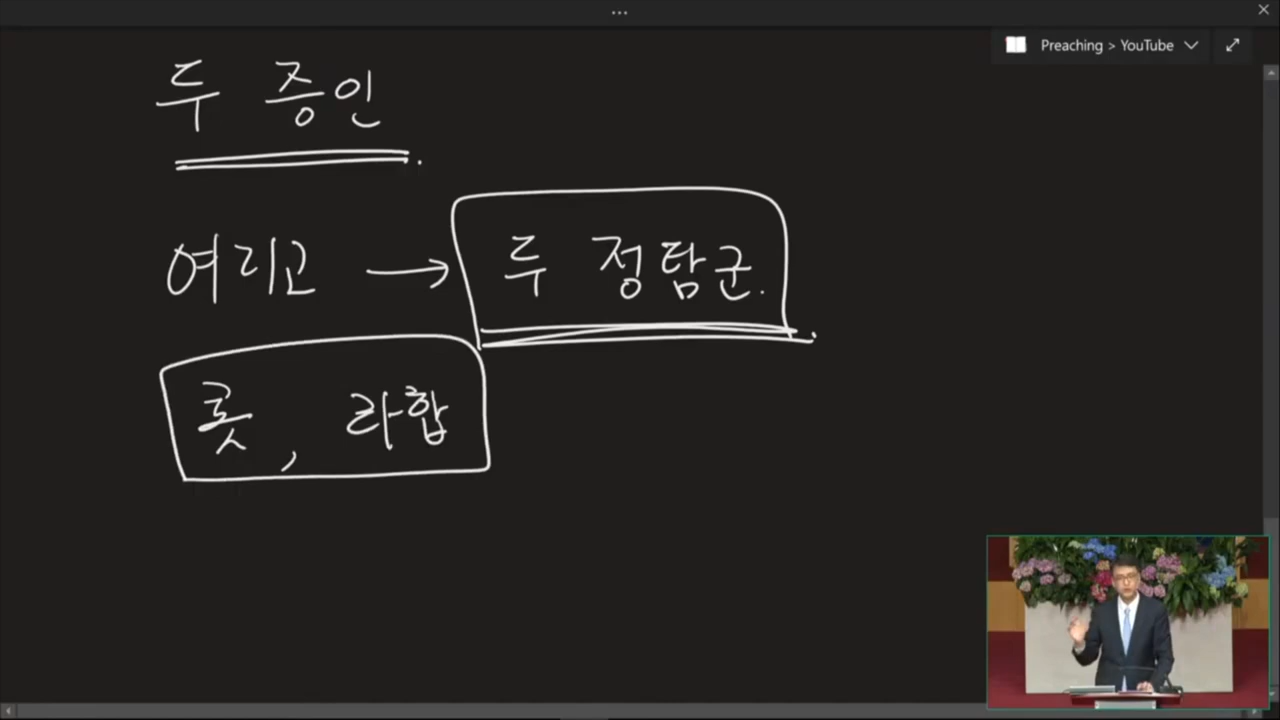 Preaching > YouTube
두 증인.
여리고 → 두 정탐군.
롯, 라합